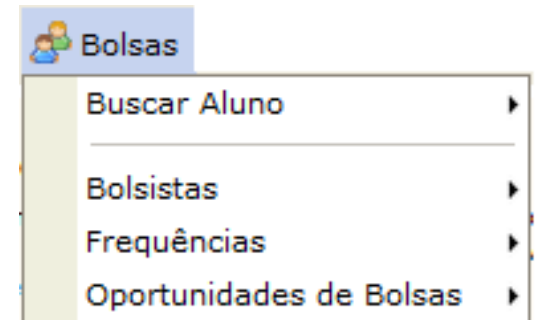 Bolsas
Buscar Aluno
Bolsistas
Frequências
Oportunidades de Bolsas